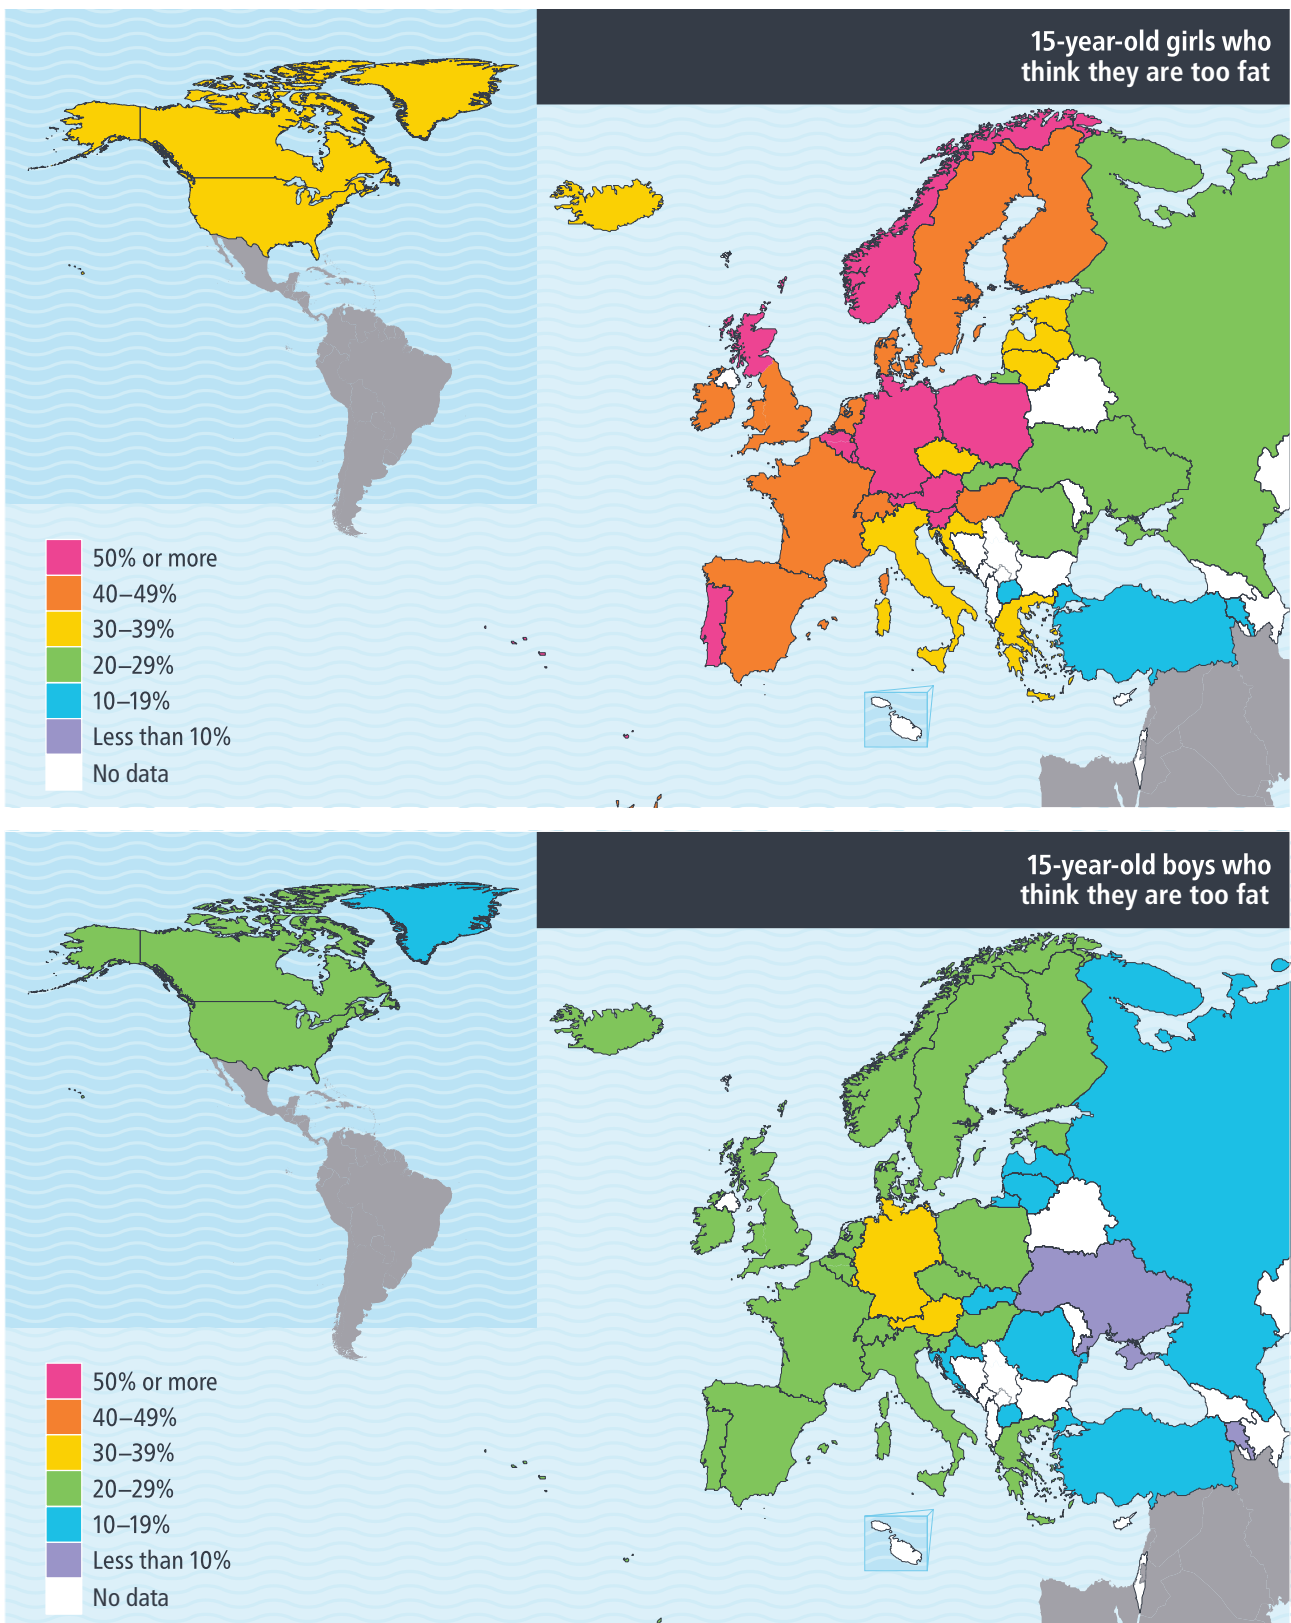 15-year-old girls who
think they are too fat
50% or more
40–49%
30–39%
20–29%
10–19%
Less than 10%
No data
15-year-old boys who
think they are too fat
50% or more
40–49%
30–39%
20–29%
10–19%
Less than 10%
No data